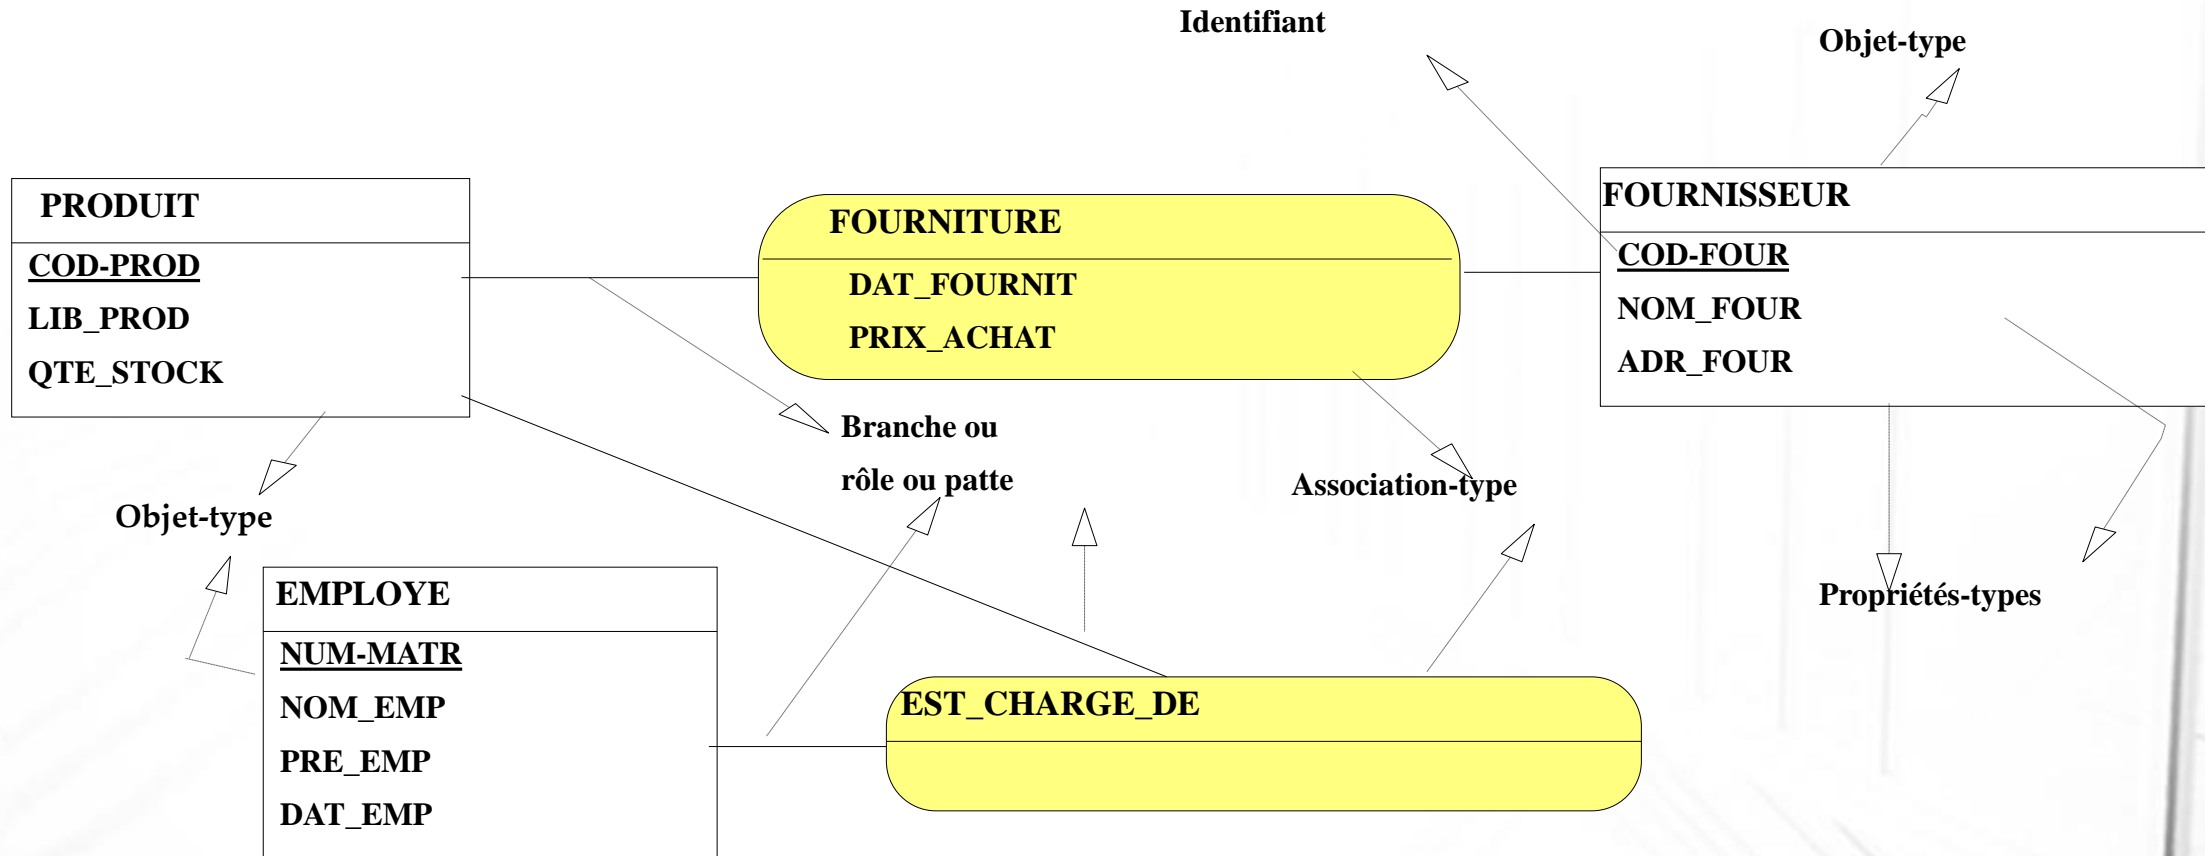 Identifiant
Objet-type
PRODUIT
COD-PROD
LIB_PROD
QTE_STOCK
FOURNITURE
DAT_FOURNIT
PRIX_ACHAT
FOURNISSEUR
COD-FOUR
NOM_FOUR
ADR_FOUR
Branche ou
rôle ou patte
Association-type
Objet-type
Propriétés-types
EMPLOYE
NUM-MATR
NOM_EMP
PRE_EMP
DAT_EMP
EST_CHARGE_DE